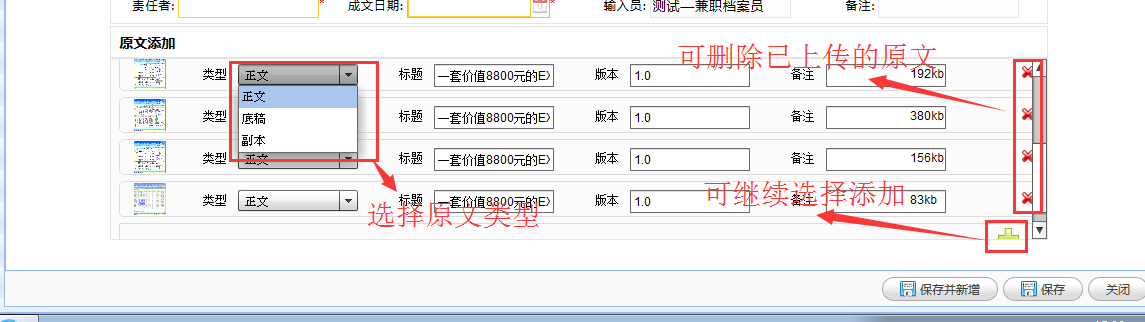 责任者: * 成文日期: * 输入员: 测试—兼职档案员 备注:
原文添加
可删除已上传的原文
类型 正文 标题 一套价值8800元的E 版本 1.0 备注 192kb
正文
类型 标题 一套价值8800元的E 版本 1.0 备注 380kb
底稿
副本
类型 正文 标题 一套价值8800元的E 版本 1.0 备注 156kb
可继续选择添加
类型 正文 标题 一套价值8800元的E 版本 1.0 备注 83kb
选择原文类型
保存并新增 保存 关闭